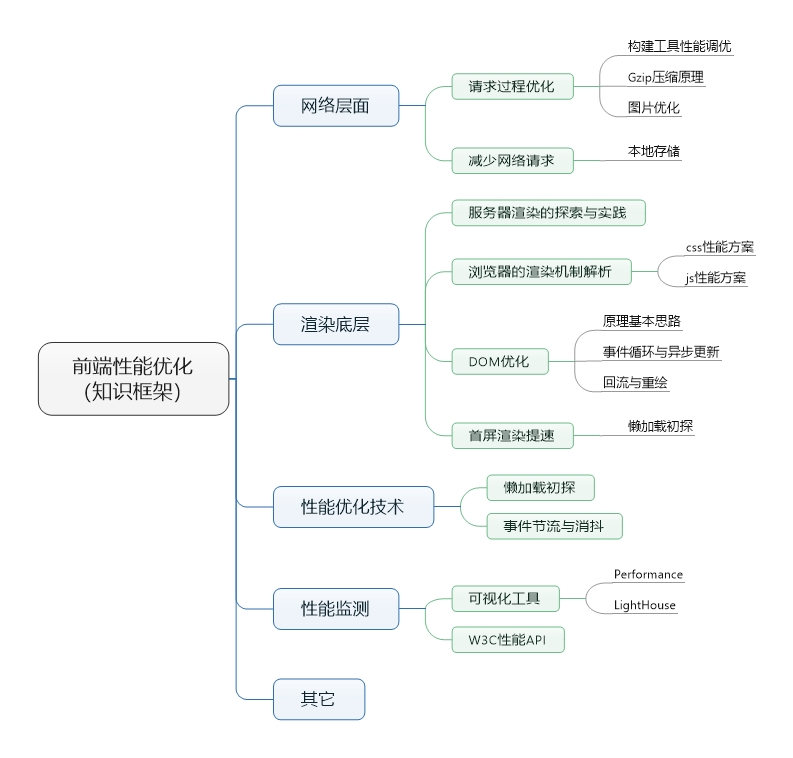 前端性能优化
（知识框架）
网络层面
请求过程优化
构建工具性能调优
Gzip压缩原理
图片优化
减少网络请求
本地存储
渲染底层
服务器渲染的探索与实践
浏览器的渲染机制解析
css性能方案
js性能方案
DOM优化
原理基本思路
事件循环与异步更新
回流与重绘
首屏渲染提速
懒加载初探
性能优化技术
懒加载初探
事件节流与消抖
性能监测
可视化工具
Performance
LightHouse
W3C性能API
其它